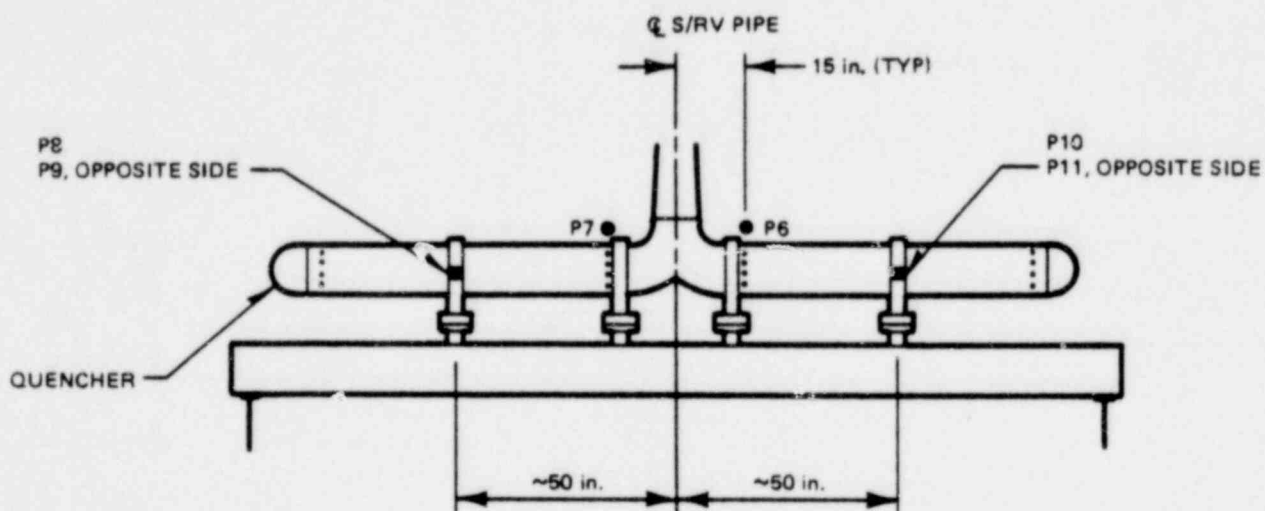 ℄ S/RV PIPE
15 in. (TYP)
P8
P9, OPPOSITE SIDE
P10
P11, OPPOSITE SIDE
P7
P6
QUENCHER
~50 in.
~50 in.